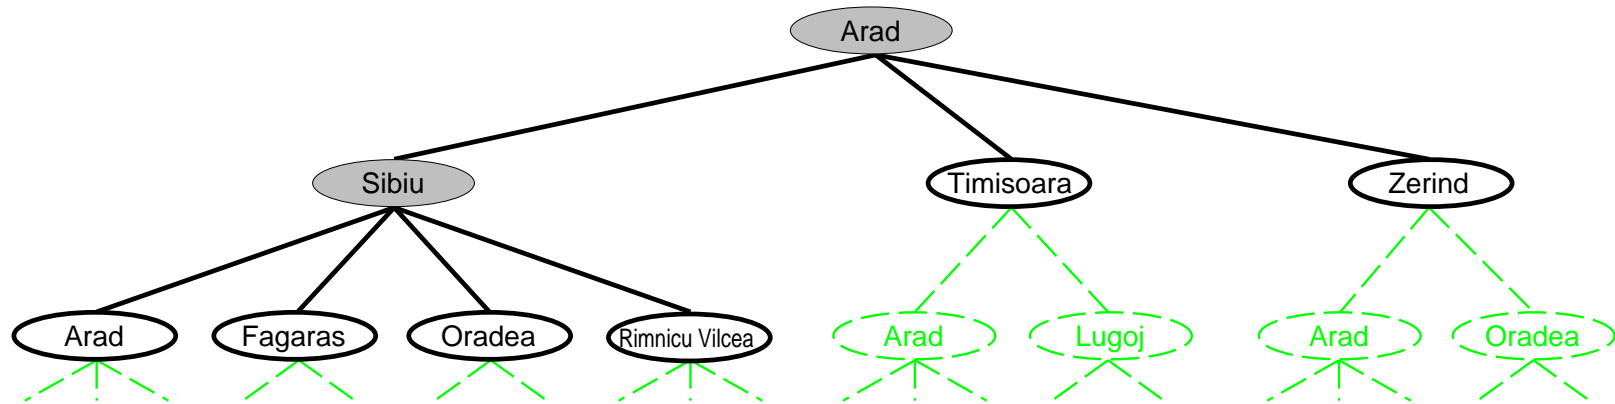 Arad
Sibiu
Timisoara
Zerind
Arad
Fagaras
Oradea
Rimnicu Vilcea
Arad
Lugoj
Arad
Oradea